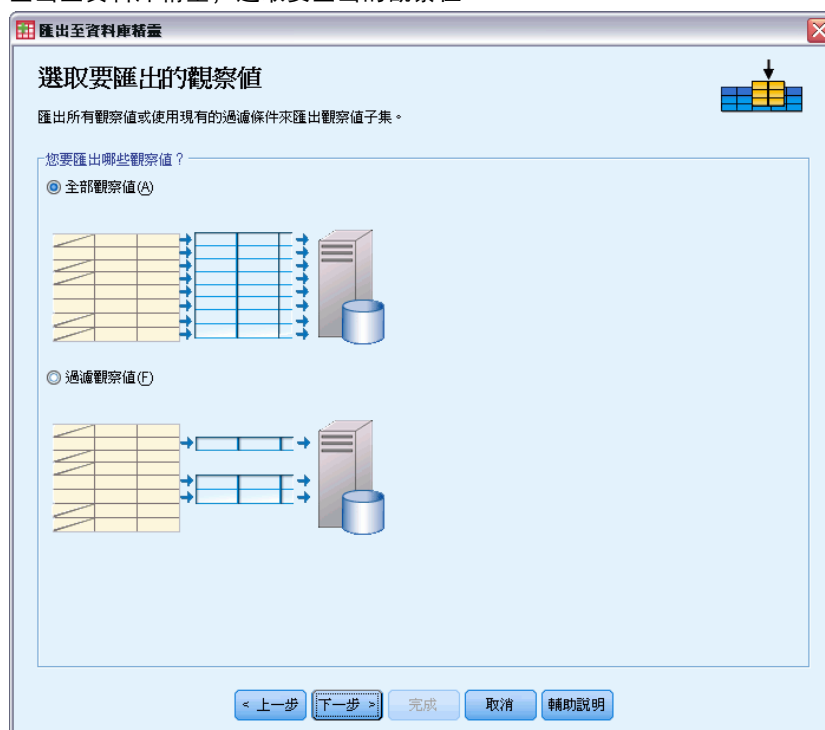 匯出至資料庫精靈
選取要匯出的觀察值
匯出所有觀察值或使用現有的過濾條件來匯出觀察值子集。
您要匯出哪些觀察值？
全部觀察值(A)
過濾觀察值(F)
< 上一步 下一步 > 完成 取消 輔助說明